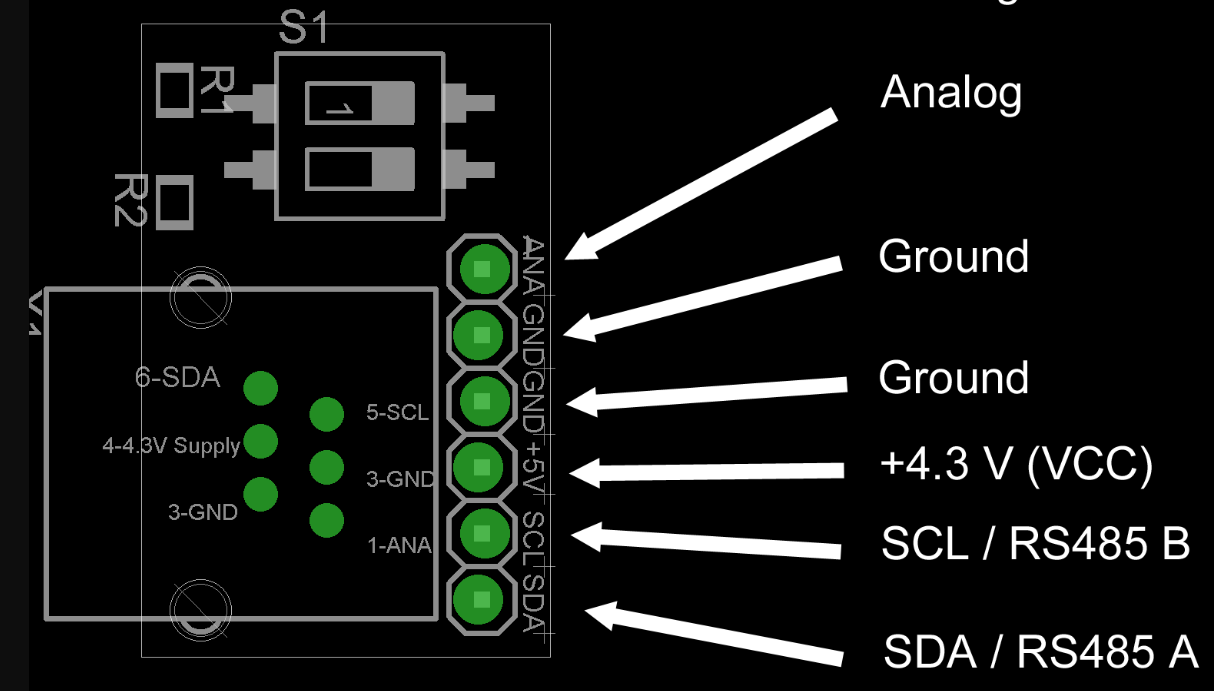 S1
R1
1
R2
Analog
Ground
Ground
+4.3 V (VCC)
SCL / RS485 B
SDA / RS485 A
ANA
GND
GND
+5V
SCL
SDA
6-SDA
5-SCL
4-4.3V Supply
3-GND
3-GND
1-ANA